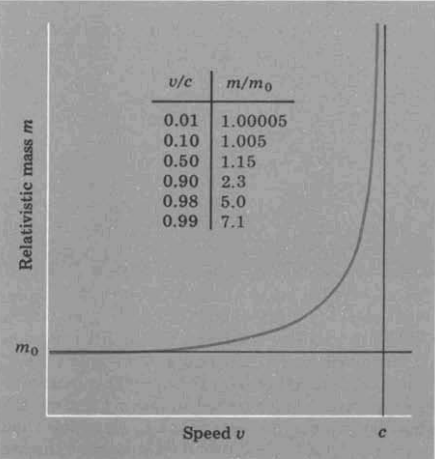 v/c m/m₀
0.01 1.00005
0.10 1.005
0.50 1.15
0.90 2.3
0.98 5.0
0.99 7.1
Relativistic mass m
m₀
Speed v c